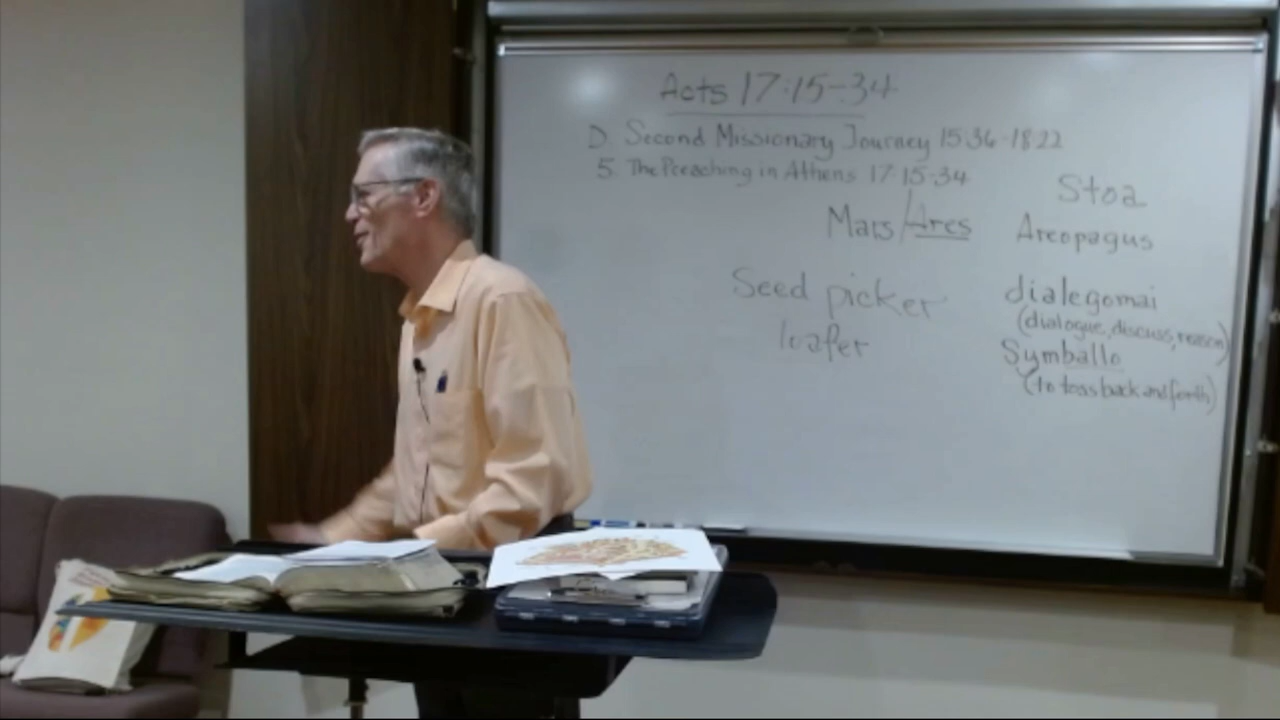 Acts 17:15-34
D. Second Missionary Journey 15:36-18:22
5. The Preaching in Athens 17:15-34
Stoa
Mars/Ares
Areopagus
Seed picker
loafer
dialegomai
(dialogue, discuss, reason)
Symballo
(to toss back and forth)